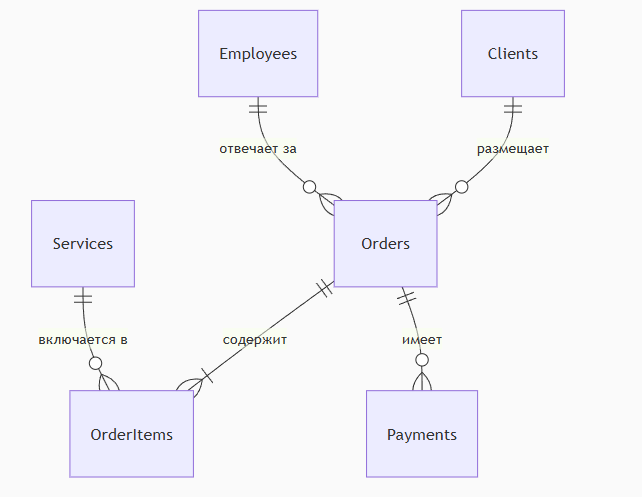 Employees
Clients
отвечает за
размещает
Services
Orders
включается в
содержит
имеет
OrderItems
Payments